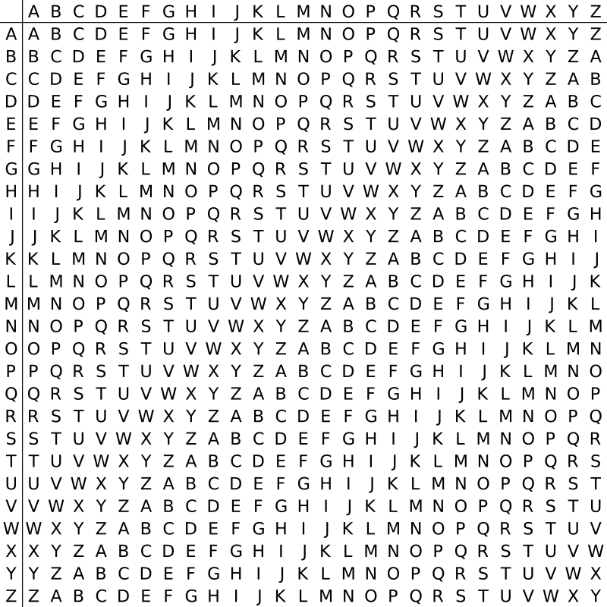 A B C D E F G H I J K L M N O P Q R S T U V W X Y Z
A A B C D E F G H I J K L M N O P Q R S T U V W X Y Z
B B C D E F G H I J K L M N O P Q R S T U V W X Y Z A
C C D E F G H I J K L M N O P Q R S T U V W X Y Z A B
D D E F G H I J K L M N O P Q R S T U V W X Y Z A B C
E E F G H I J K L M N O P Q R S T U V W X Y Z A B C D
F F G H I J K L M N O P Q R S T U V W X Y Z A B C D E
G G H I J K L M N O P Q R S T U V W X Y Z A B C D E F
H H I J K L M N O P Q R S T U V W X Y Z A B C D E F G
I I J K L M N O P Q R S T U V W X Y Z A B C D E F G H
J J K L M N O P Q R S T U V W X Y Z A B C D E F G H I
K K L M N O P Q R S T U V W X Y Z A B C D E F G H I J
L L M N O P Q R S T U V W X Y Z A B C D E F G H I J K
M M N O P Q R S T U V W X Y Z A B C D E F G H I J K L
N N O P Q R S T U V W X Y Z A B C D E F G H I J K L M
O O P Q R S T U V W X Y Z A B C D E F G H I J K L M N
P P Q R S T U V W X Y Z A B C D E F G H I J K L M N O
Q Q R S T U V W X Y Z A B C D E F G H I J K L M N O P
R R S T U V W X Y Z A B C D E F G H I J K L M N O P Q
S S T U V W X Y Z A B C D E F G H I J K L M N O P Q R
T T U V W X Y Z A B C D E F G H I J K L M N O P Q R S
U U V W X Y Z A B C D E F G H I J K L M N O P Q R S T
V V W X Y Z A B C D E F G H I J K L M N O P Q R S T U
W W X Y Z A B C D E F G H I J K L M N O P Q R S T U V
X X Y Z A B C D E F G H I J K L M N O P Q R S T U V W
Y Y Z A B C D E F G H I J K L M N O P Q R S T U V W X
Z Z A B C D E F G H I J K L M N O P Q R S T U V W X Y